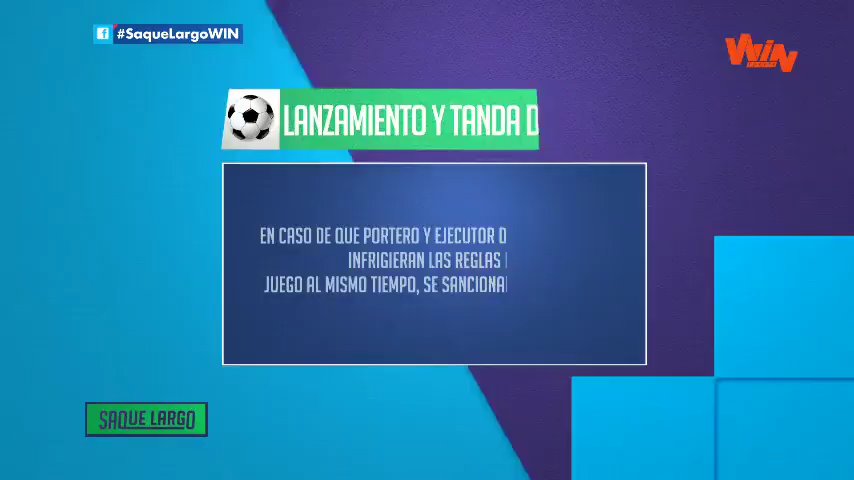 #SaqueLargoWIN
WIN
LANZAMIENTO Y TANDA D
EN CASO DE QUE PORTERO Y EJECUTOR D
INFRIGIERAN LAS REGLAS
JUEGO AL MISMO TIEMPO, SE SANCIONA
SAQUE LARGO